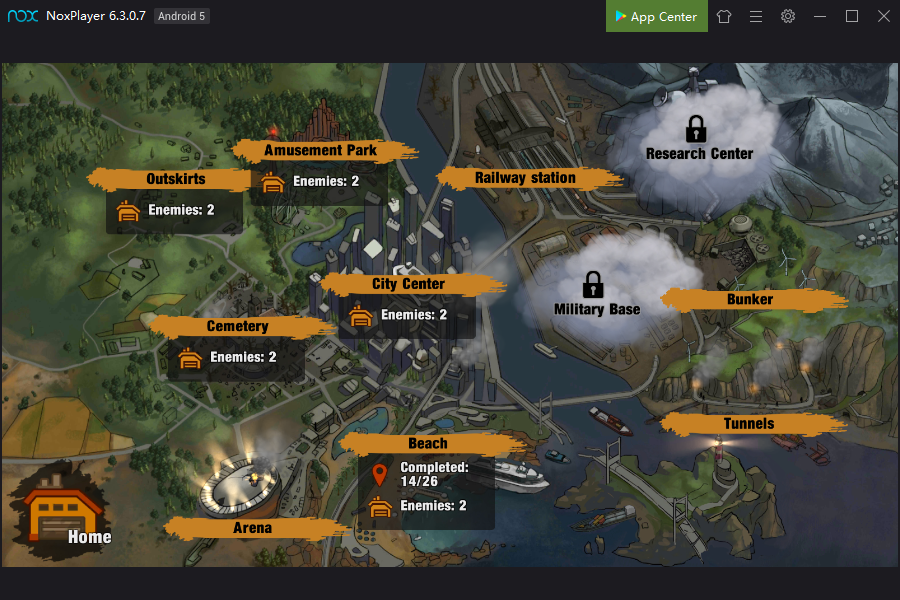 nox NoxPlayer 6.3.0.7 Android 5
App Center
Research Center
Amusement Park
Enemies: 2
Outskirts
Enemies: 2
Railway station
City Center
Enemies: 2
Military Base
Bunker
Cemetery
Enemies: 2
Tunnels
Beach
Completed:
14/26
Enemies: 2
Arena
Home